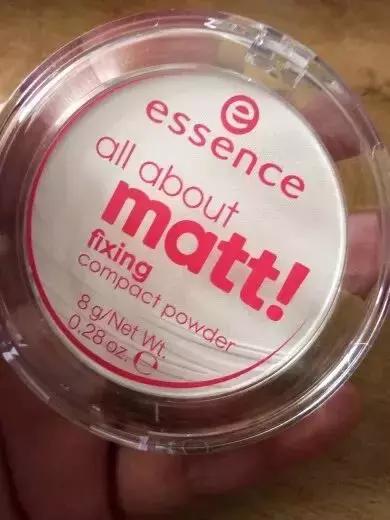 e
essence
all about
matt!
fixing
compact powder
8 g/Net Wt.
0.28 oz. ℮